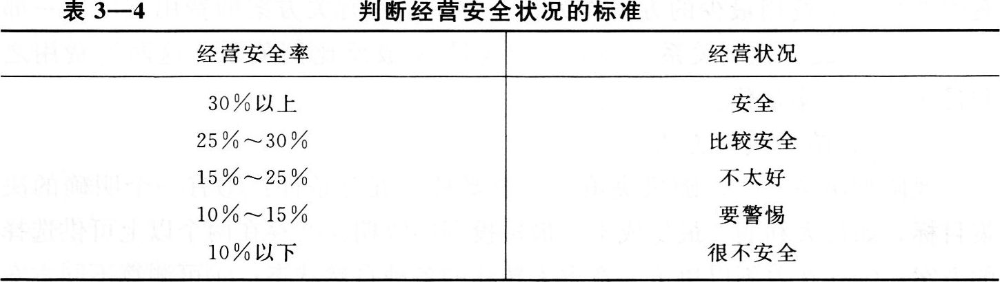 表3—4 判断经营安全状况的标准
经营安全率 经营状况
30%以上 安全
25%～30% 比较安全
15%～25% 不太好
10%～15% 要警惕
10%以下 很不安全